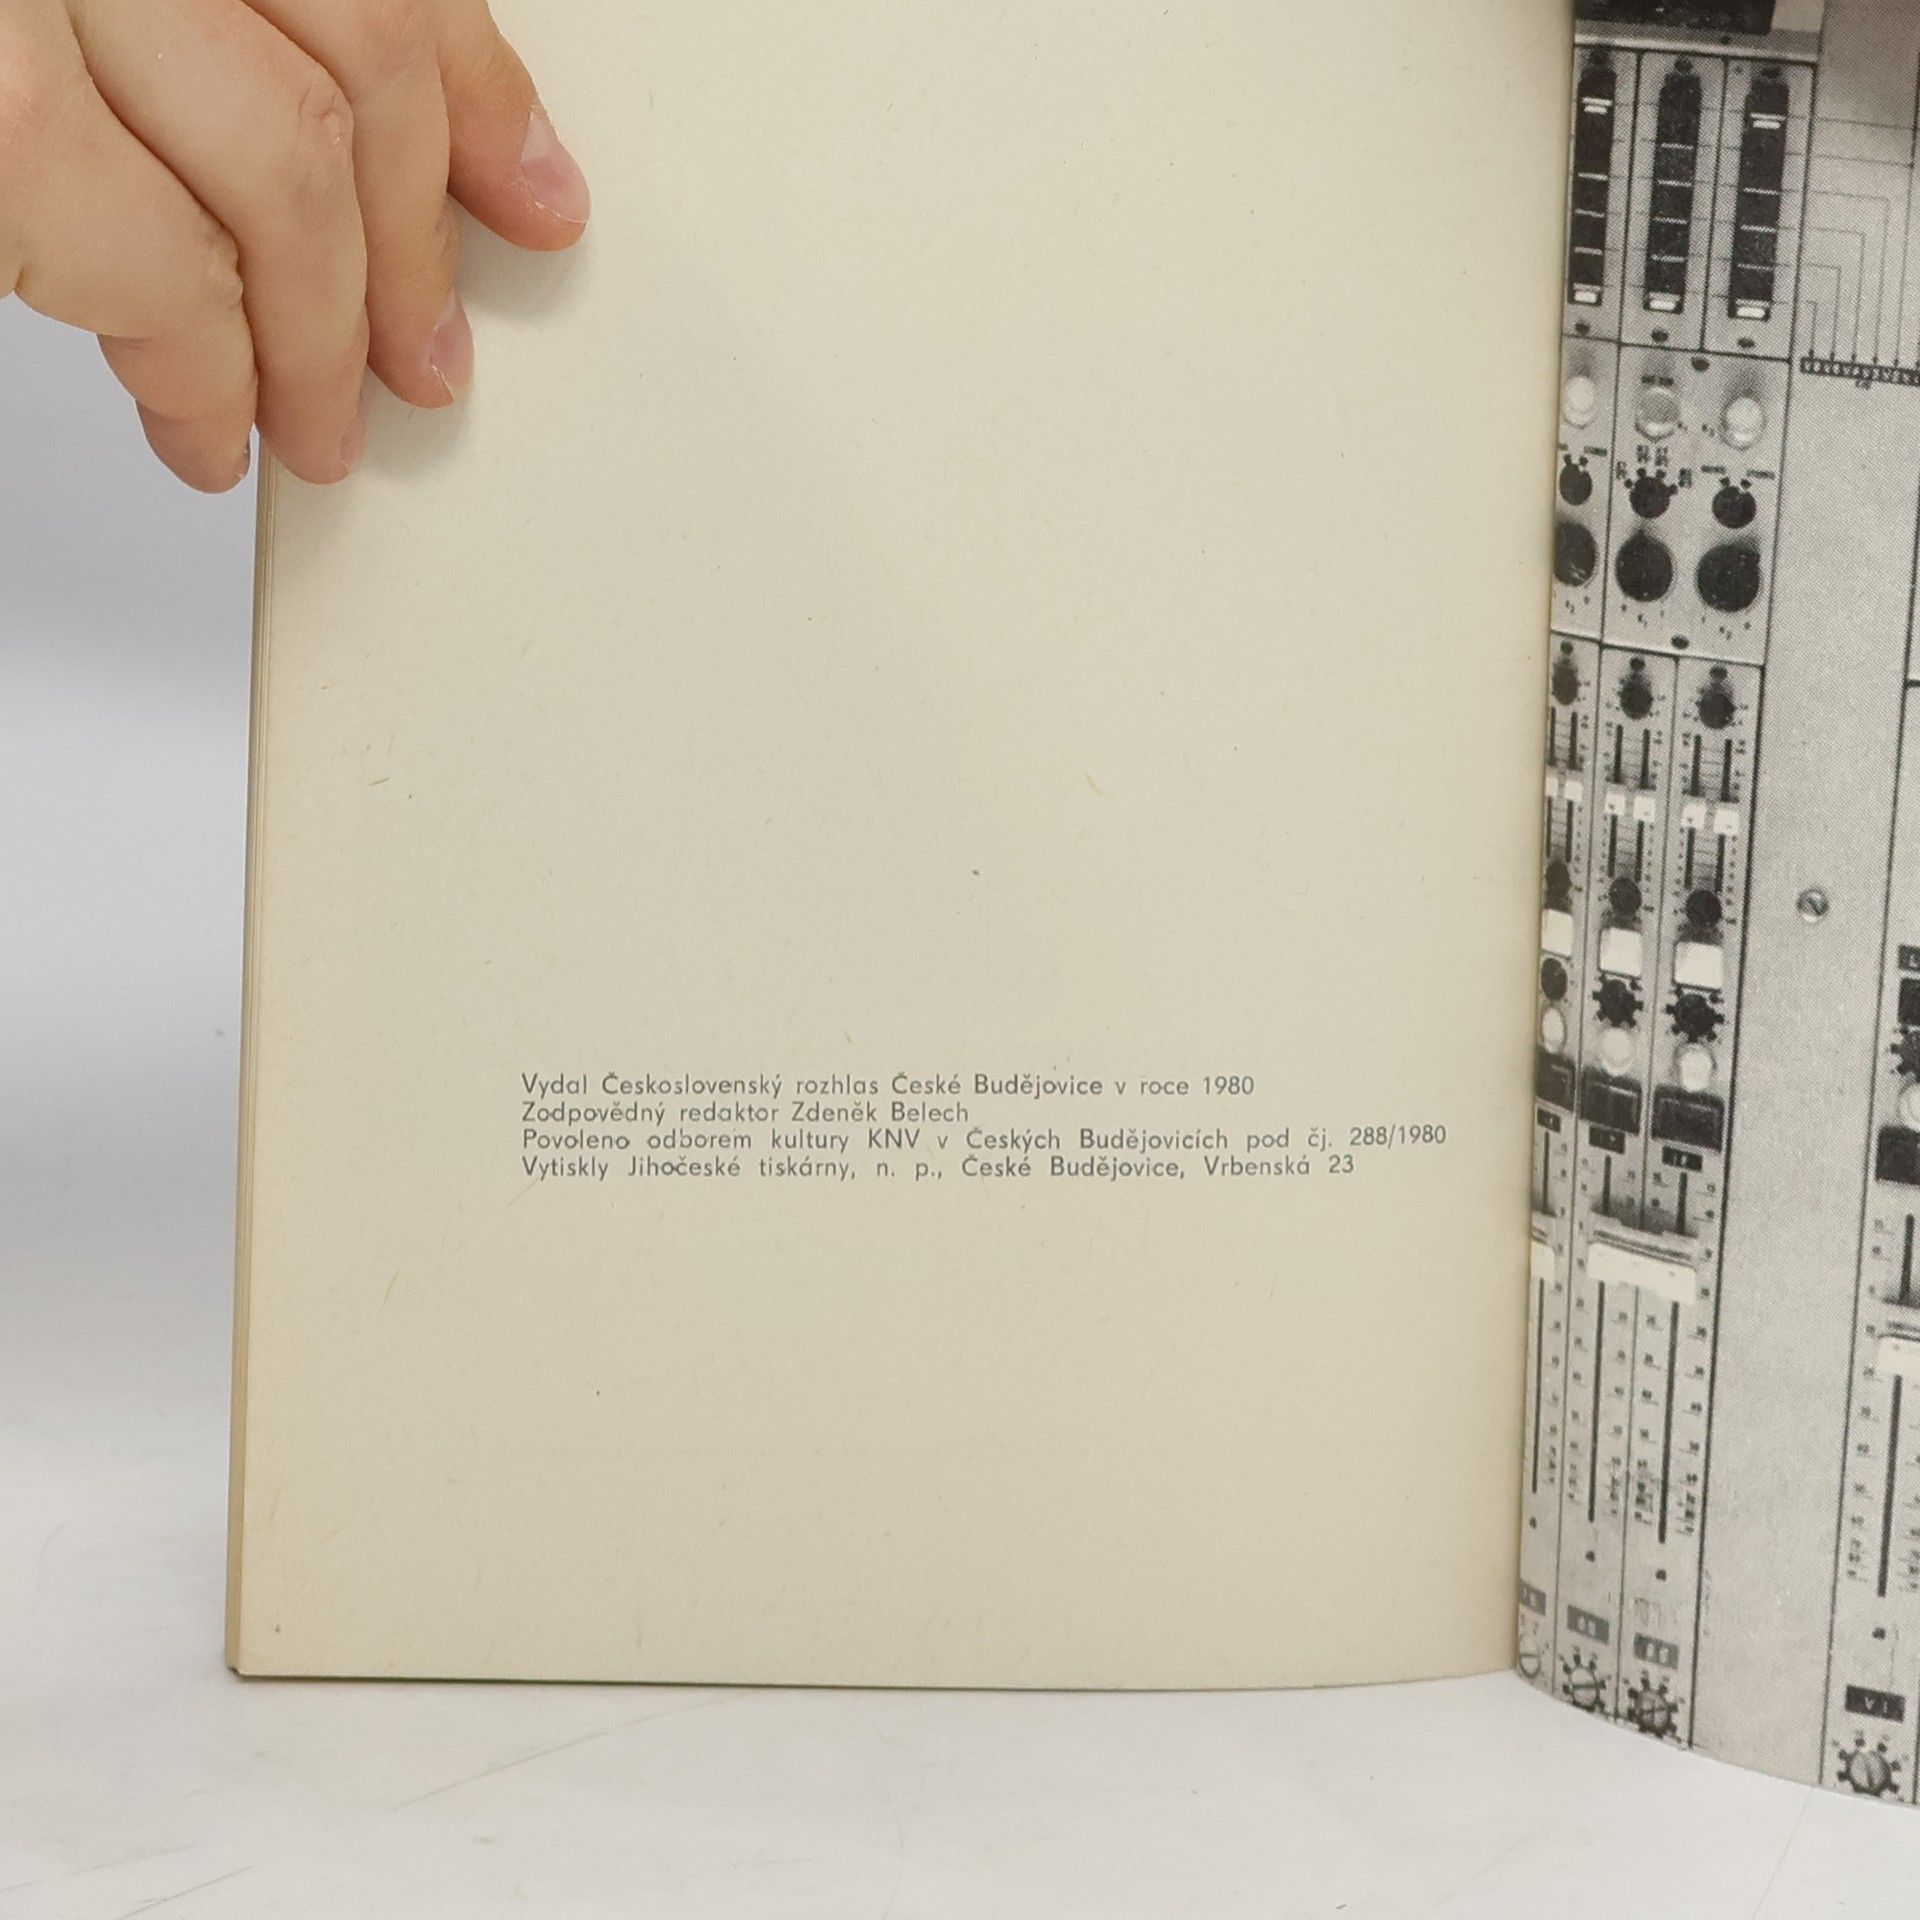 Vydal Československý rozhlas České Budějovice v roce 1980
Zodpovědný redaktor Zdeněk Belech
Povoleno odborem kultury KNV v Českých Budějovicích pod čj. 288/1980
Vytiskly Jihočeské tiskárny, n. p., České Budějovice, Vrbenská 23